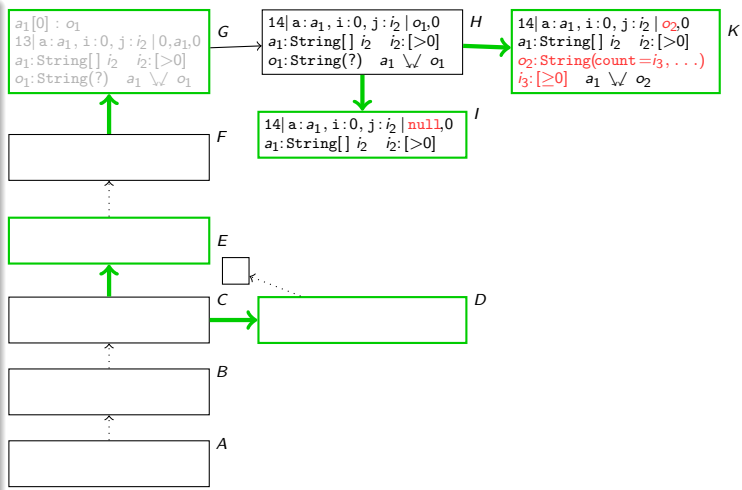 a₁[0] : o₁
13| a: a₁, i:0, j: i₂ | 0,a₁,0
a₁: String[] i₂ i₂: [>0]
o₁: String(?) a₁ \↙ o₁
G
14| a: a₁, i:0, j: i₂ | o₁,0
a₁: String[] i₂ i₂: [>0]
o₁: String(?) a₁ \↙ o₁
H
14| a: a₁, i:0, j: i₂ | o₂,0
a₁: String[] i₂ i₂: [>0]
o₂: String(count=i₃, ...)
i₃: [≥0] a₁ \↙ o₂
K
14| a: a₁, i:0, j: i₂ | null,0
a₁: String[] i₂ i₂: [>0]
I
F
E
C
D
B
A